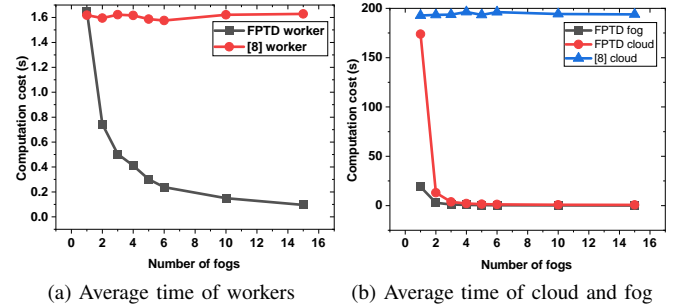 1.6
1.4
1.2
1.0
0.8
0.6
0.4
0.2
0.0
Computation cost (s)
FPTD worker
[8] worker
0 2 4 6 8 10 12 14 16
Number of fogs
(a) Average time of workers
200
150
100
50
0
Computation cost (s)
FPTD fog
FPTD cloud
[8] cloud
0 2 4 6 8 10 12 14 16
Number of fogs
(b) Average time of cloud and fog